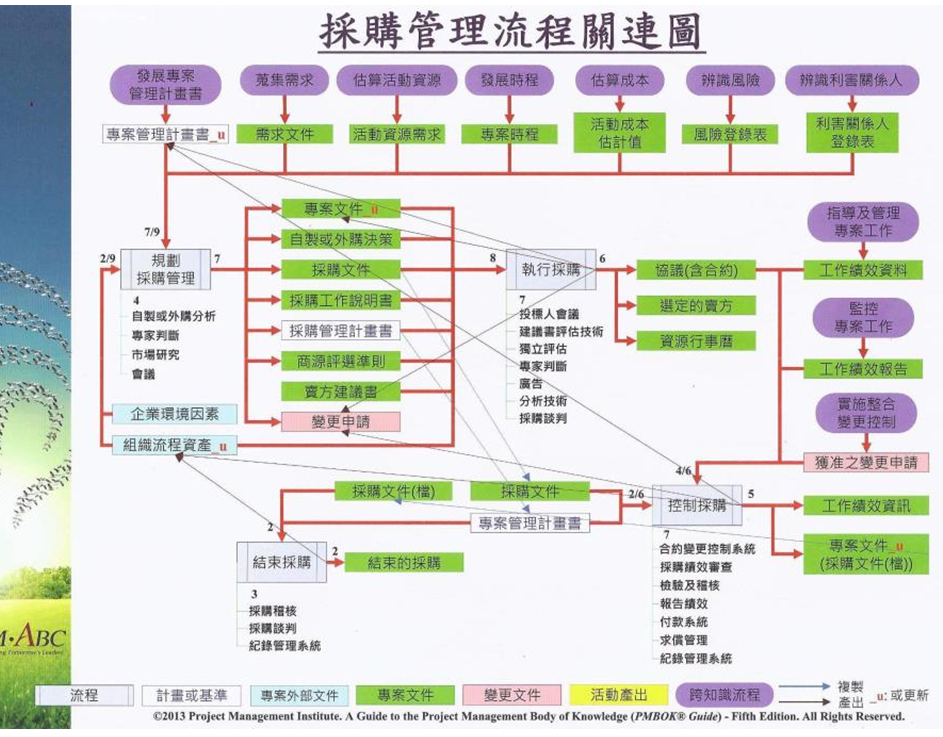 採購管理流程關連圖
發展專案
管理計畫書
蒐集需求
估算活動資源
發展時程
估算成本
辨識風險
辨識利害關係人
專案管理計畫書_u
需求文件
活動資源需求
專案時程
活動成本
估計值
風險登錄表
利害關係人
登錄表
7/9
2/9
規劃
採購管理
7
4
自製或外購分析
專家判斷
市場研究
會議
企業環境因素
組織流程資產_u
專案文件_u
自製或外購決策
採購文件
採購工作說明書
採購管理計畫書
商源評選準則
賣方建議書
變更申請
8
執行採購
6
7
投標人會議
建議書評估技術
獨立評估
專家判斷
廣告
分析技術
採購談判
協議(含合約)
選定的賣方
資源行事曆
指導及管理
專案工作
工作績效資料
監控
專案工作
工作績效報告
實施整合
變更控制
獲准之變更申請
4/6
採購文件(檔)
採購文件
專案管理計畫書
2/6
控制採購
5
7
合約變更控制系統
採購績效審查
檢驗及稽核
報告績效
付款系統
求償管理
紀錄管理系統
工作績效資訊
專案文件_u
(採購文件(檔))
2
結束採購
2
結束的採購
3
採購稽核
採購談判
紀錄管理系統
M·ABC
流程
計畫或基準
專案外部文件
專案文件
變更文件
活動產出
跨知識流程
複製
產出
_u: 或更新
©2013 Project Management Institute. A Guide to the Project Management Body of Knowledge (PMBOK® Guide) - Fifth Edition. All Rights Reserved.